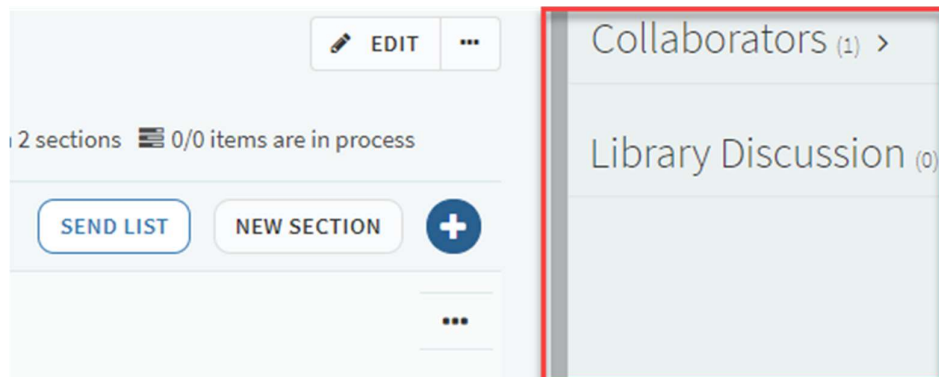 EDIT ...
2 sections 0/0 items are in process
SEND LIST NEW SECTION +
...
Collaborators (1) >
Library Discussion (0)